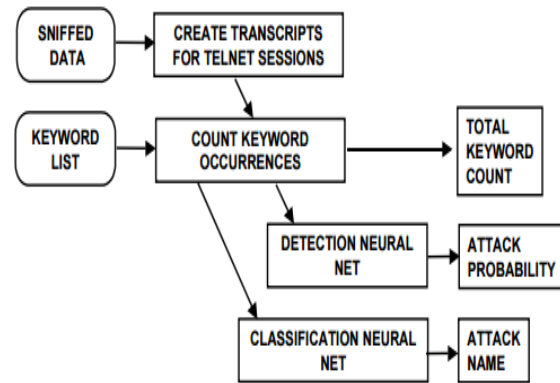 SNIFFED
DATA
CREATE TRANSCRIPTS
FOR TELNET SESSIONS
KEYWORD
LIST
COUNT KEYWORD
OCCURRENCES
TOTAL
KEYWORD
COUNT
DETECTION NEURAL
NET
ATTACK
PROBABILITY
CLASSIFICATION NEURAL
NET
ATTACK
NAME